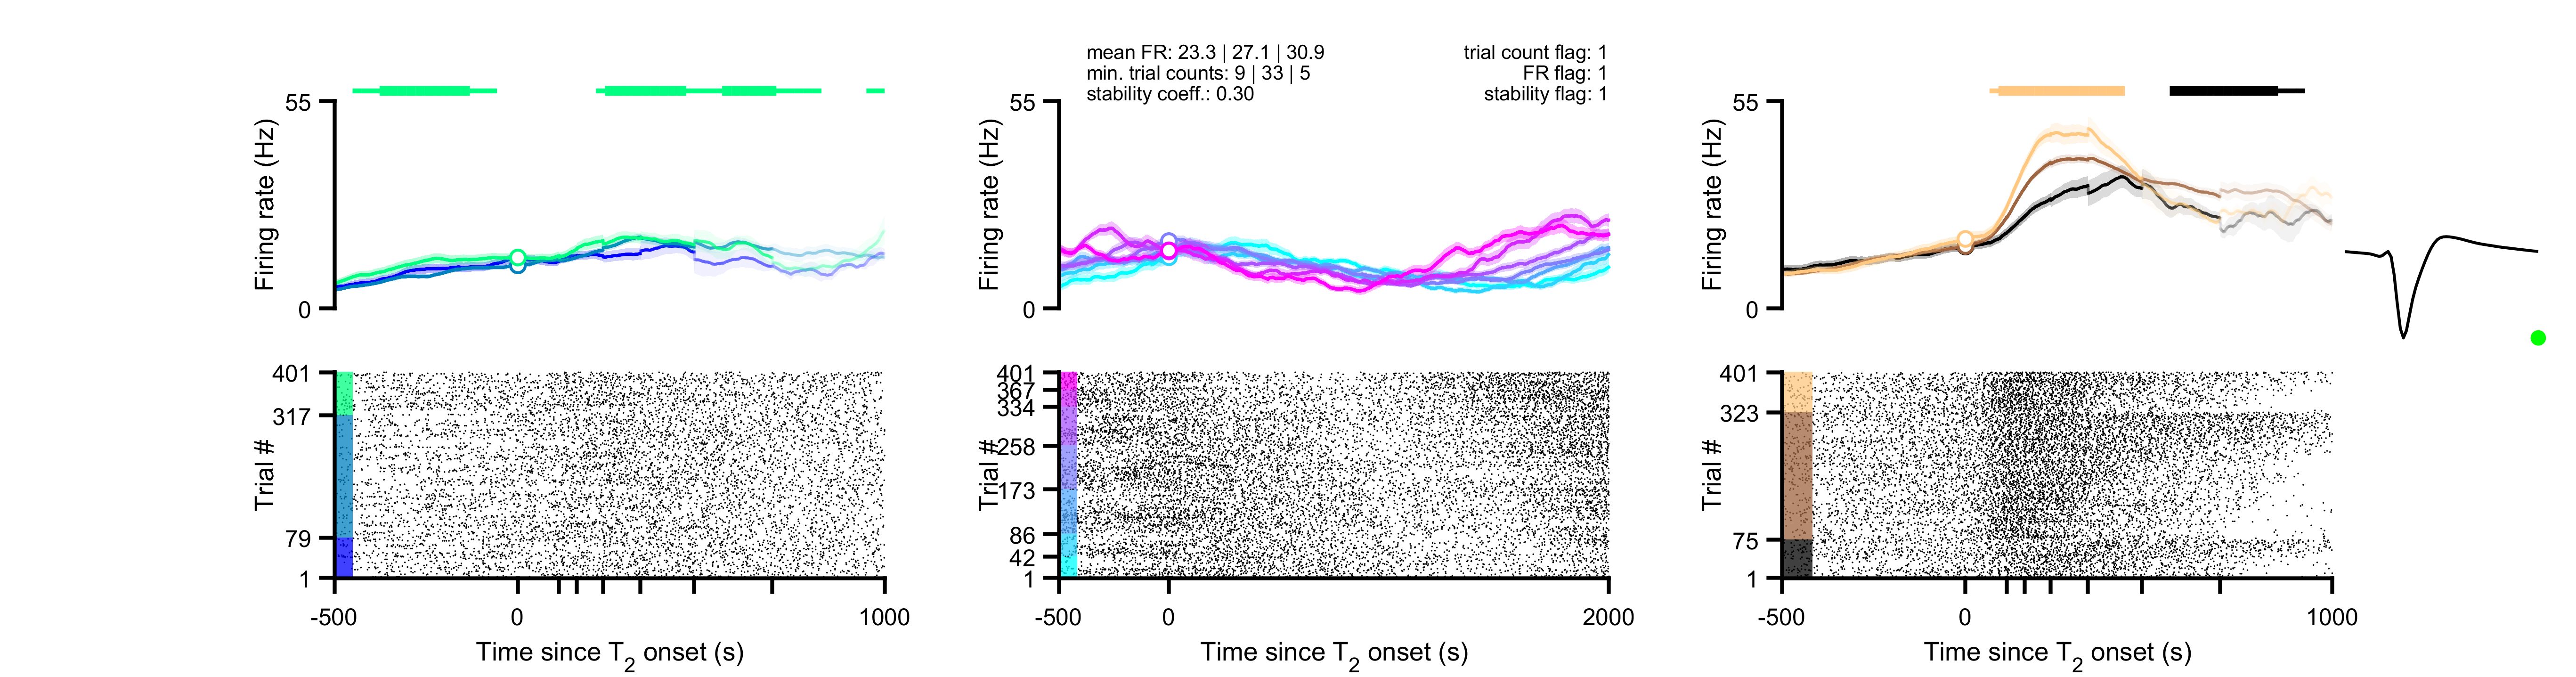 mean FR: 23.3 | 27.1 | 30.9
min. trial counts: 9 | 33 | 5
stability coeff.: 0.30
trial count flag: 1
FR flag: 1
stability flag: 1
55
Firing rate (Hz)
0
55
Firing rate (Hz)
0
55
Firing rate (Hz)
0
401
317
Trial #
79
1
-500
0
1000
Time since T2 onset (s)
401
367
334
258
Trial #
173
86
42
1
-500
0
2000
Time since T2 onset (s)
401
323
Trial #
75
1
-500
0
1000
Time since T2 onset (s)